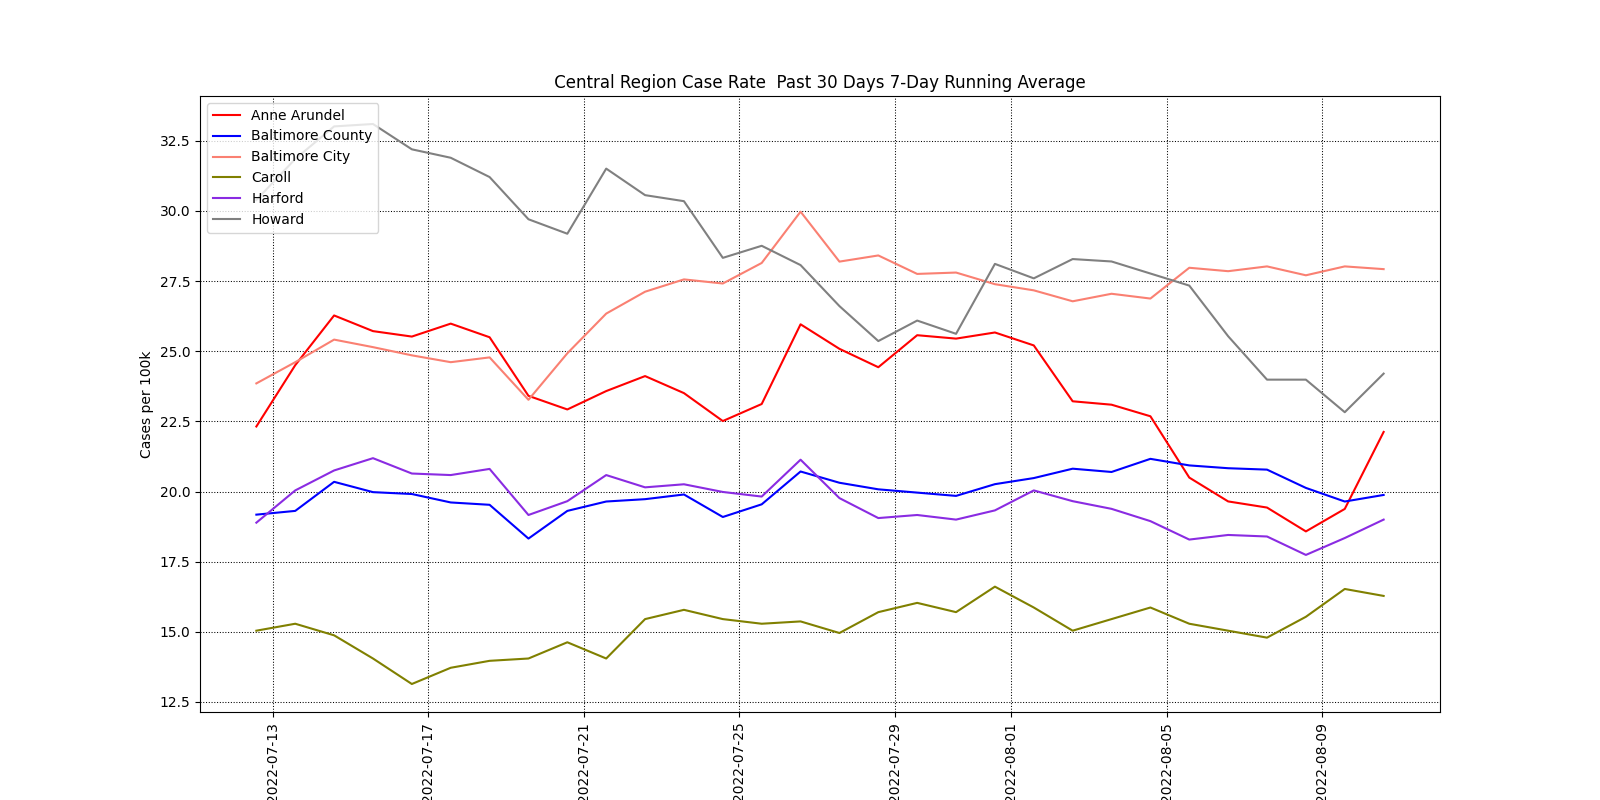 Central Region Case Rate  Past 30 Days 7-Day Running Average
Anne Arundel
Baltimore County
Baltimore City
Caroll
Harford
Howard
Cases per 100k
32.5
30.0
27.5
25.0
22.5
20.0
17.5
15.0
12.5
2022-07-13
2022-07-17
2022-07-21
2022-07-25
2022-07-29
2022-08-01
2022-08-05
2022-08-09